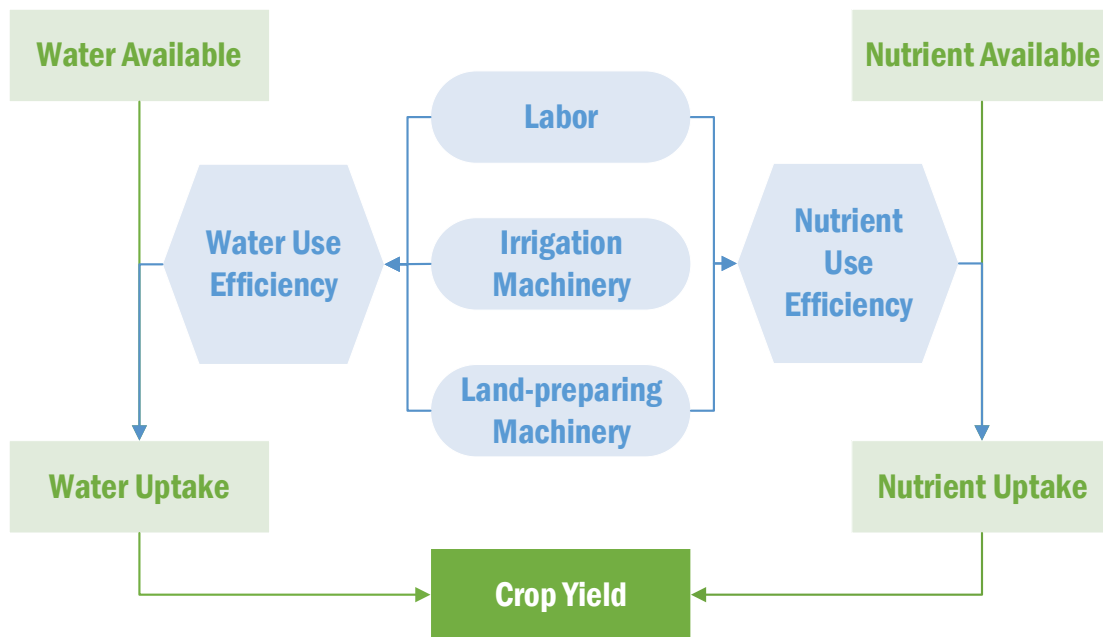 Water Available
Nutrient Available
Labor
Water Use
Efficiency
Irrigation
Machinery
Nutrient
Use
Efficiency
Land-preparing
Machinery
Water Uptake
Nutrient Uptake
Crop Yield